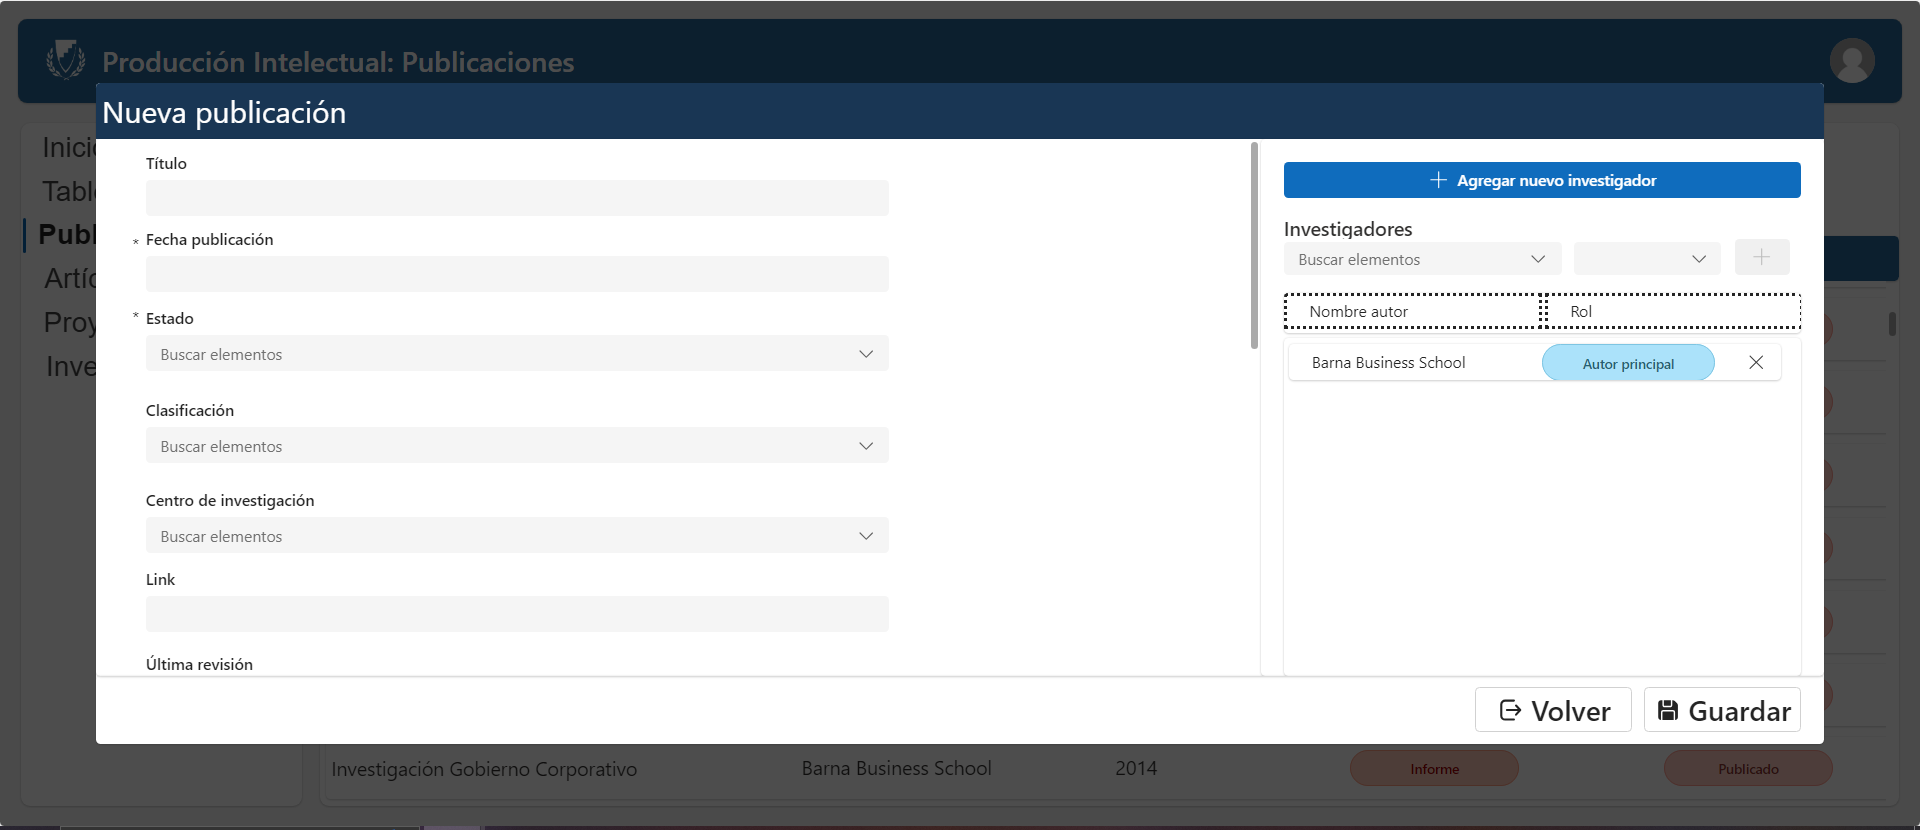 Producción Intelectual: Publicaciones
Nueva publicación
Inici
Tabl
Publ
Artíc
Proy
Inve
Título
* Fecha publicación
* Estado
Buscar elementos
Clasificación
Buscar elementos
Centro de investigación
Buscar elementos
Link
Última revisión
Agregar nuevo investigador
Investigadores
Buscar elementos
Nombre autor Rol
Barna Business School Autor principal
Volver Guardar
Investigación Gobierno Corporativo Barna Business School 2014 Informe Publicado